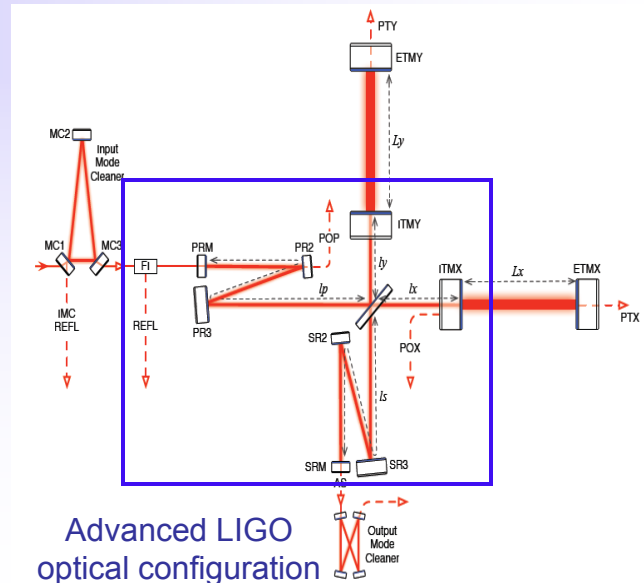 PTY
ETMY
MC2
Input
Mode
Cleaner
Ly
ITMY
MC1
MC3
FI
PRM
PR2
POP
ly
ITMX
Lx
ETMX
lp
lx
PTX
IMC
REFL
REFL
PR3
SR2
POX
ls
SRM
SR3
AS
Output
Mode
Cleaner
Advanced LIGO
optical configuration